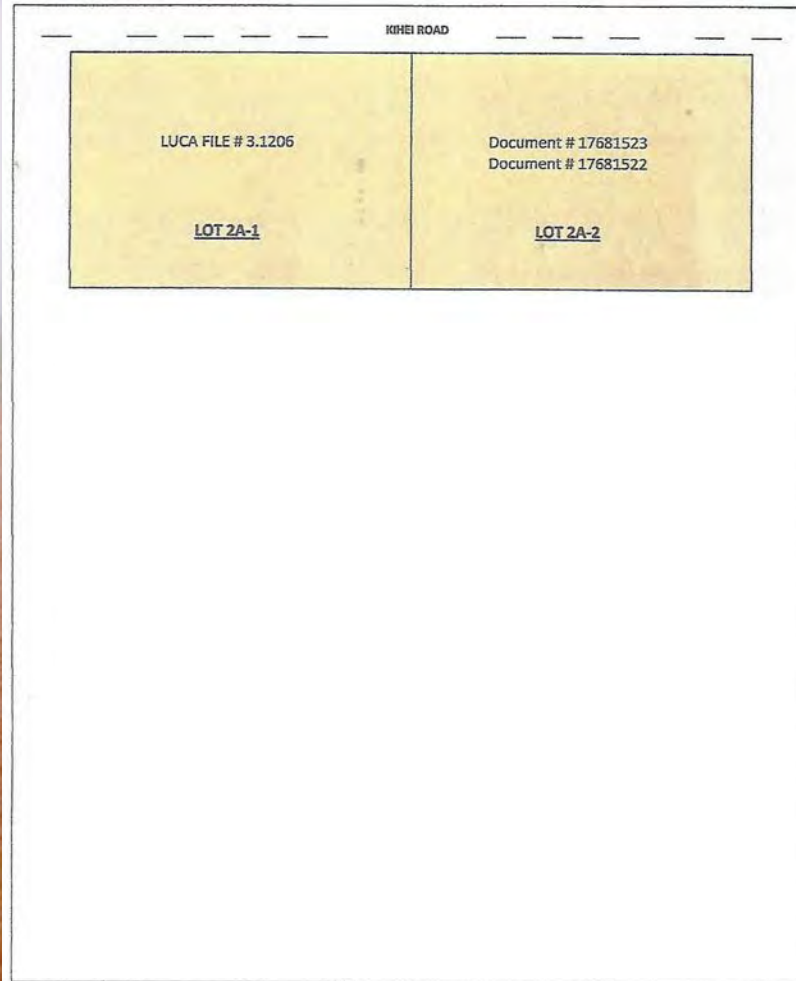 KIHEI ROAD
LUCA FILE # 3.1206
Document # 17681523
Document # 17681522
LOT 2A-1
LOT 2A-2